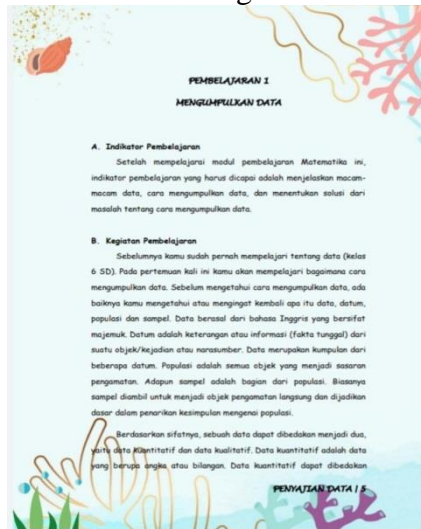 PEMBELAJARAN 1
MENGUMPULKAN DATA
A. Indikator Pembelajaran
Setelah mempelajarai modul pembelajaran Matematika ini,
indikator pembelajaran yang harus dicapai adalah menjelaskan macam-
macam data, cara mengumpulkan data, dan menentukan solusi dari
masalah tentang cara mengumpulkan data.
B. Kegiatan Pembelajaran
Sebelumnya kamu sudah pernah mempelajari tentang data (kelas
6 SD). Pada pertemuan kali ini kamu akan mempelajari bagaimana cara
mengumpulkan data. Sebelum mengetahui cara mengumpulkan data, ada
baiknya kamu mengetahui atau mengingat kembali apa itu data, datum,
populasi dan sampel. Data berasal dari bahasa Inggris yang bersifat
majemuk. Datum adalah keterangan atau informasi (fakta tunggal) dari
suatu objek/kejadian atau narasumber. Data merupakan kumpulan dari
beberapa datum. Populasi adalah semua objek yang menjadi sasaran
pengamatan. Adapun sampel adalah bagian dari populasi. Biasanya
sampel diambil untuk menjadi objek pengamatan langsung dan dijadikan
dasar dalam penarikan kesimpulan mengenai populasi.
Berdasarkan sifatnya, sebuah data dapat dibedakan menjadi dua,
yaitu data kuantitatif dan data kualitatif. Data kuantitatif adalah data
yang berupa angka atau bilangan. Data kuantitatif dapat dibedakan
PENYAJIAN DATA | 5